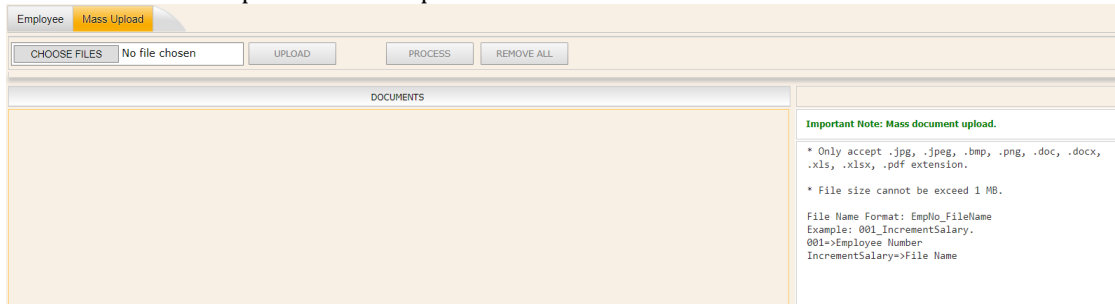 Employee Mass Upload
CHOOSE FILES No file chosen UPLOAD PROCESS REMOVE ALL
DOCUMENTS
Important Note: Mass document upload.
* Only accept .jpg, .jpeg, .bmp, .png, .doc, .docx,
.xls, .xlsx, .pdf extension.
* File size cannot be exceed 1 MB.
File Name Format: EmpNo_FileName
Example: 001_IncrementSalary.
001=>Employee Number
IncrementSalary=>File Name